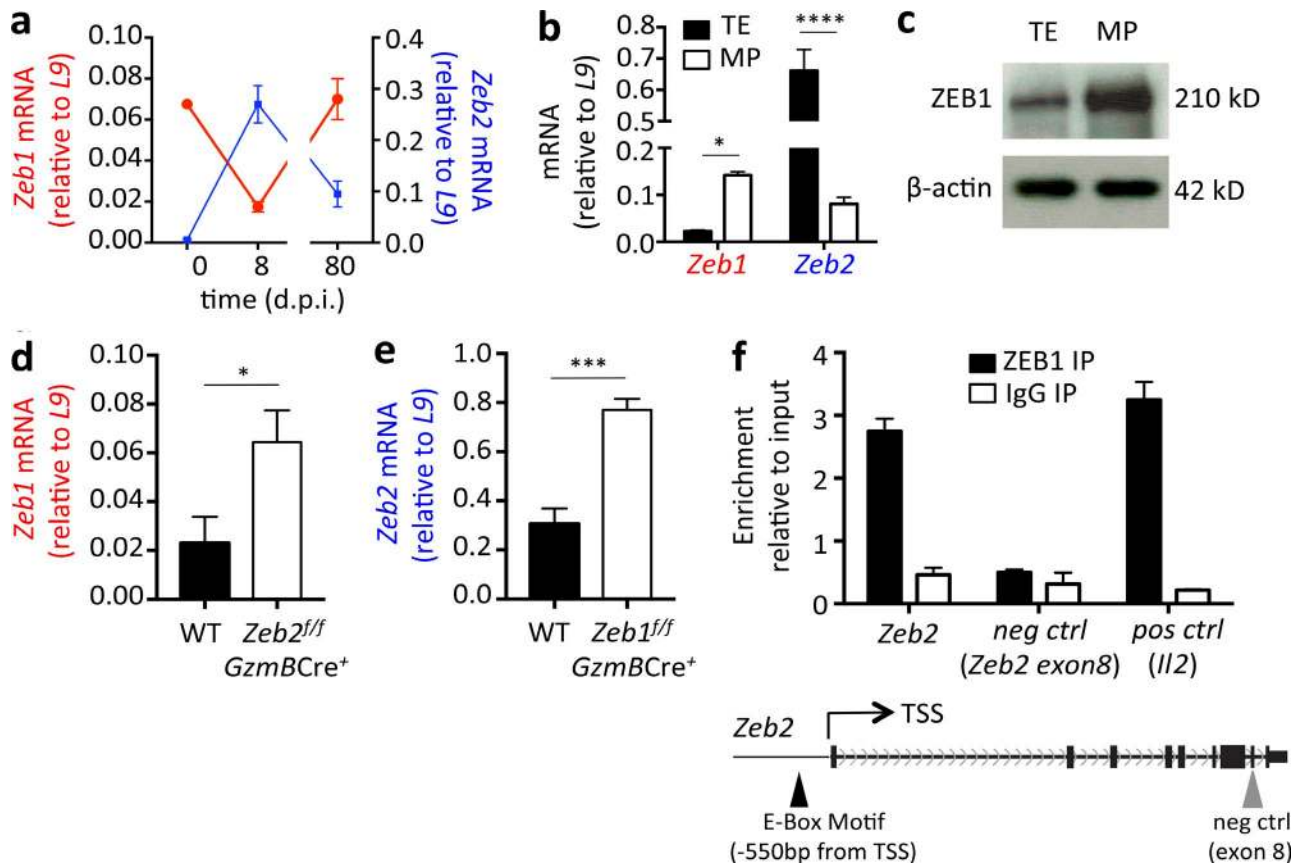 a
Zeb1 mRNA
(relative to L9)
0.10
0.08
0.06
0.04
0.02
0.00
0.4
0.3
0.2
0.1
0.0
Zeb2 mRNA
(relative to L9)
0 8 80
time (d.p.i.)
b
mRNA
(relative to L9)
TE
MP
****
*
0.8
0.7
0.6
0.5
0.2
0.1
0.0
Zeb1 Zeb2
c
TE MP
ZEB1 210 kD
β-actin 42 kD
d
Zeb1 mRNA
(relative to L9)
0.10
0.08
0.06
0.04
0.02
0.00
*
WT Zeb2f/f
GzmBCre+
e
Zeb2 mRNA
(relative to L9)
1.0
0.8
0.6
0.4
0.2
0.0
***
WT Zeb1f/f
GzmBCre+
f
Enrichment
relative to input
4
3
2
1
0
ZEB1 IP
IgG IP
Zeb2 neg ctrl pos ctrl
(Zeb2 exon8) (Il2)
Zeb2 TSS
E-Box Motif neg ctrl
(-550bp from TSS) (exon 8)